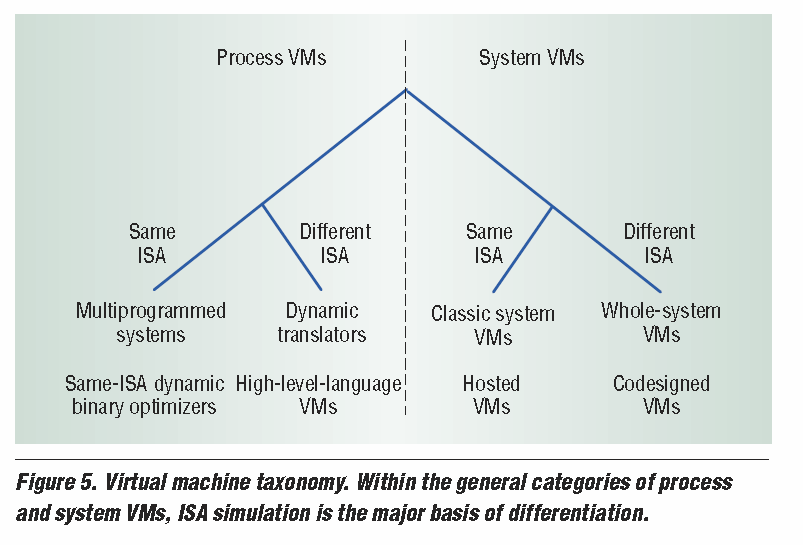 Process VMs
System VMs
Same
ISA
Different
ISA
Same
ISA
Different
ISA
Multiprogrammed
systems
Dynamic
translators
Classic system
VMs
Whole-system
VMs
Same-ISA dynamic
binary optimizers
High-level-language
VMs
Hosted
VMs
Codesigned
VMs
Figure 5. Virtual machine taxonomy. Within the general categories of process
and system VMs, ISA simulation is the major basis of differentiation.